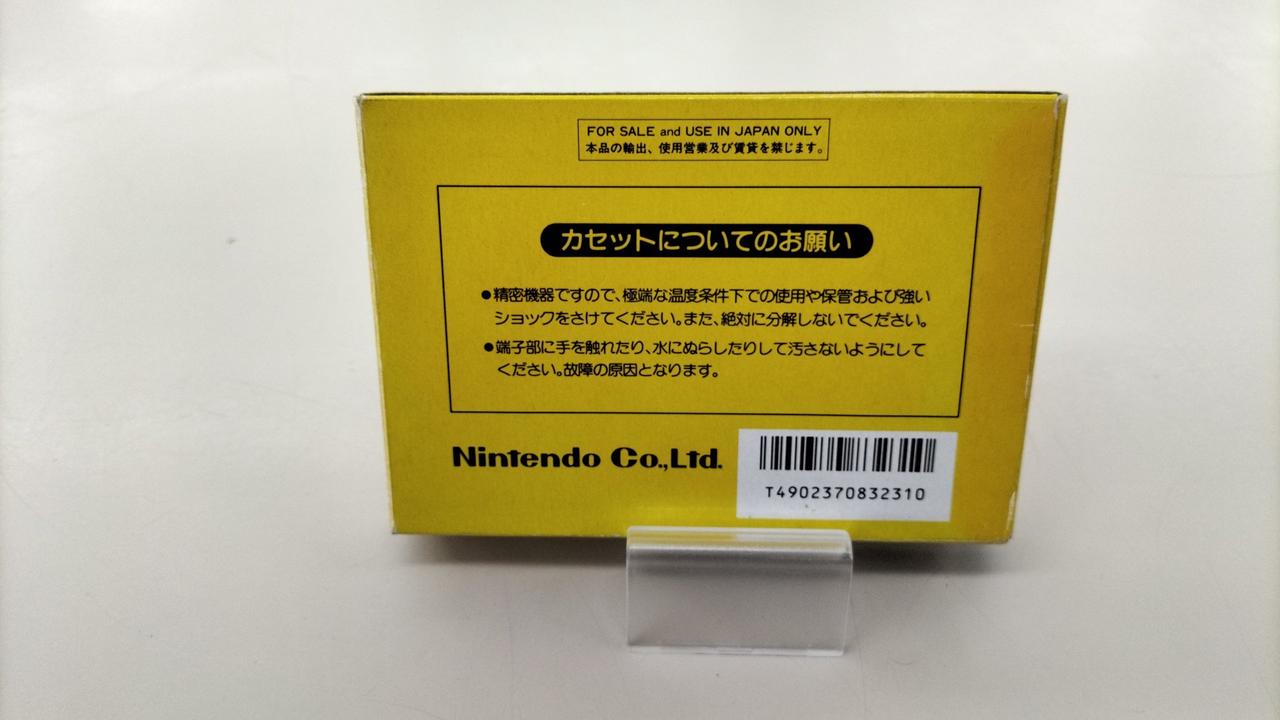 FOR SALE and USE IN JAPAN ONLY
本品の輸出、使用営業及び賃貸を禁じます。
カセットについてのお願い
●精密機器ですので、極端な温度条件下での使用や保管および強い
ショックをさけてください。また、絶対に分解しないでください。
●端子部に手を触れたり、水にぬらしたりして汚さないようにして
ください。故障の原因となります。
Nintendo Co.,Ltd.
T4902370832310